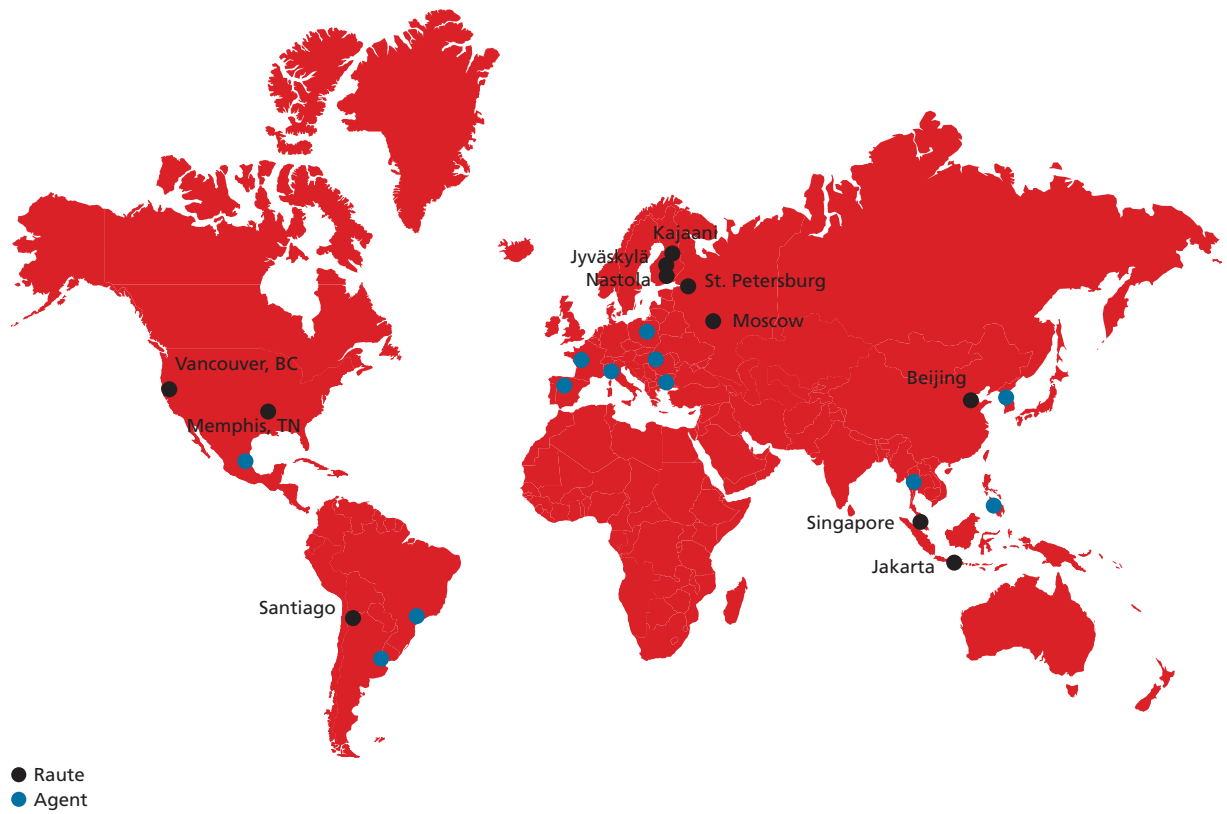 Kajaani
Jyväskylä
Nastola
St. Petersburg
Moscow
Vancouver, BC
Memphis, TN
Beijing
Singapore
Jakarta
Santiago
Raute
Agent